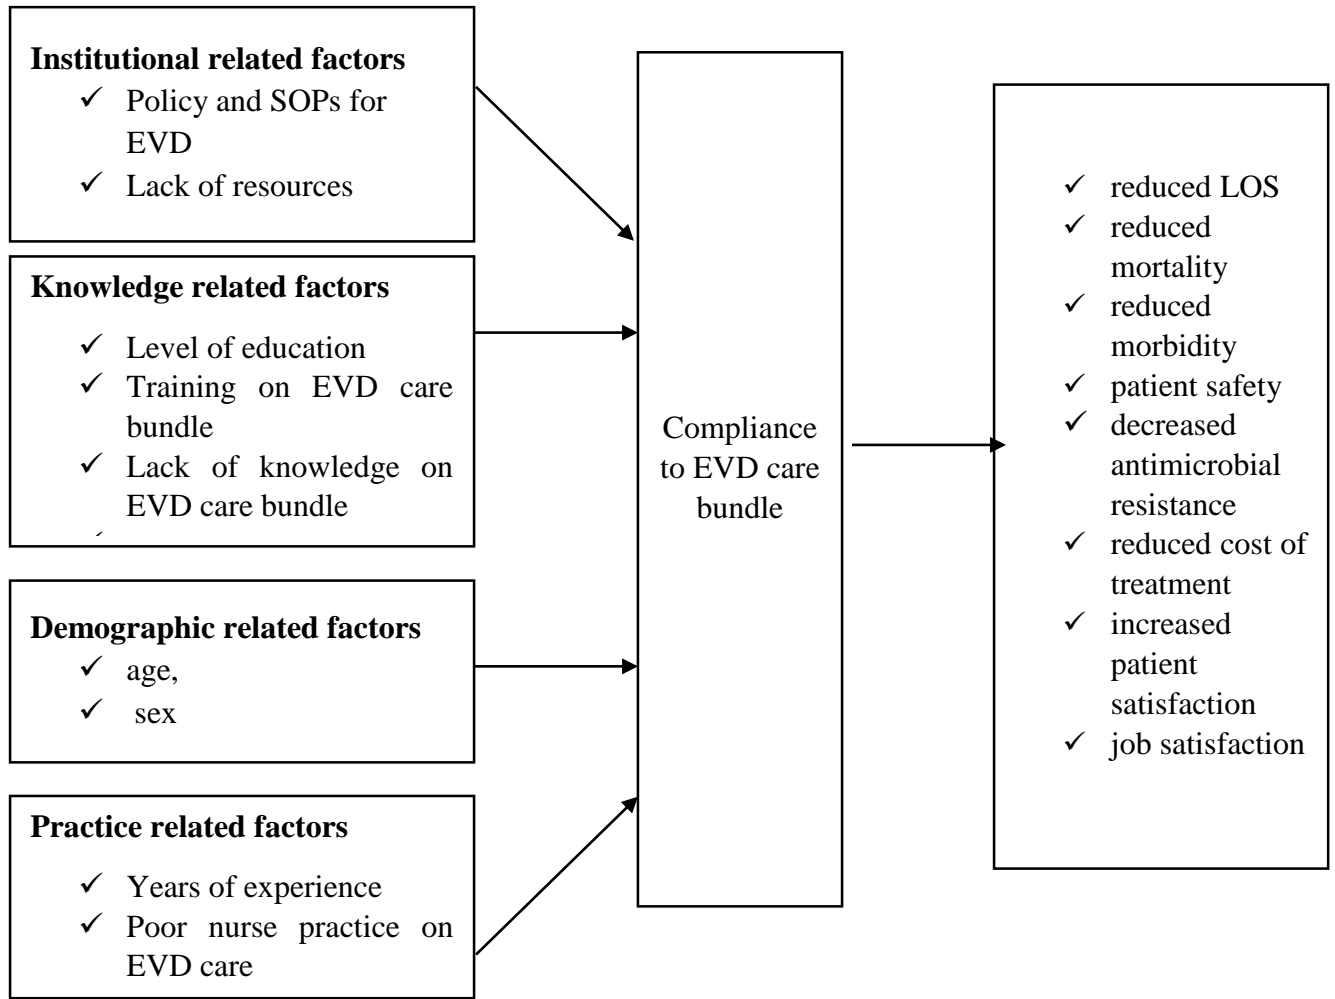 Institutional related factors
✓ Policy and SOPs for
EVD
✓ Lack of resources
Knowledge related factors
✓ Level of education
✓ Training on EVD care
bundle
✓ Lack of knowledge on
EVD care bundle
Demographic related factors
✓ age,
✓ sex
Practice related factors
✓ Years of experience
✓ Poor nurse practice on
EVD care
Compliance
to EVD care
bundle
✓ reduced LOS
✓ reduced
mortality
✓ reduced
morbidity
✓ patient safety
✓ decreased
antimicrobial
resistance
✓ reduced cost of
treatment
✓ increased
patient
satisfaction
✓ job satisfaction